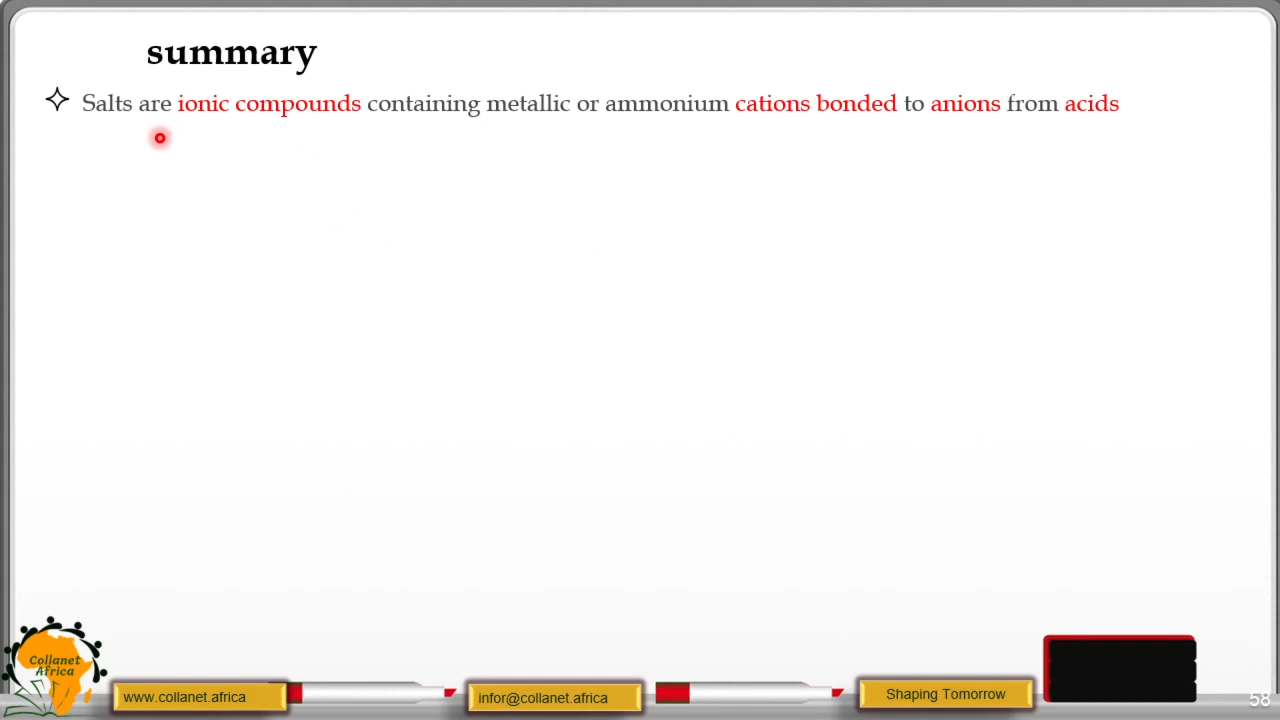 summary
Salts are ionic compounds containing metallic or ammonium cations bonded to anions from acids
Collanet
Africa
www.collanet.africa
infor@collanet.africa
Shaping Tomorrow
58